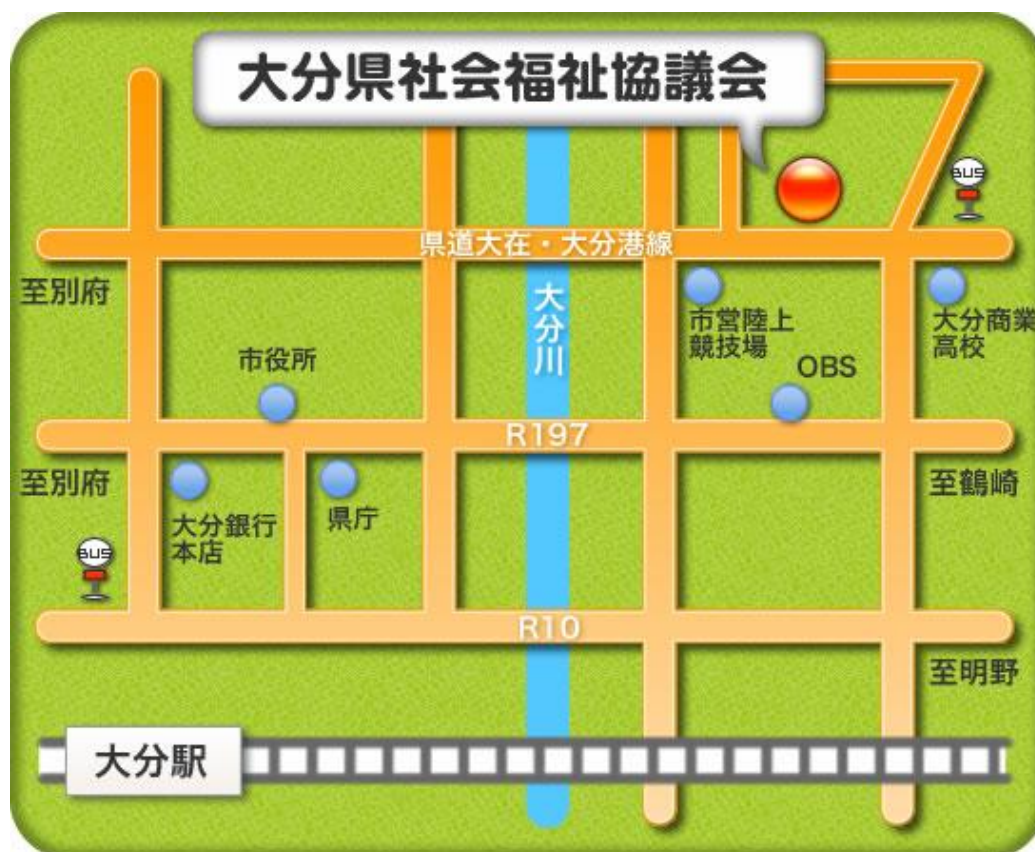 大分県社会福祉協議会
BUS
県道大在・大分港線
至別府
大分川
市営陸上
競技場
大分商業
高校
市役所
OBS
R197
至別府
至鶴崎
大分銀行
本店
県庁
BUS
R10
至明野
大分駅